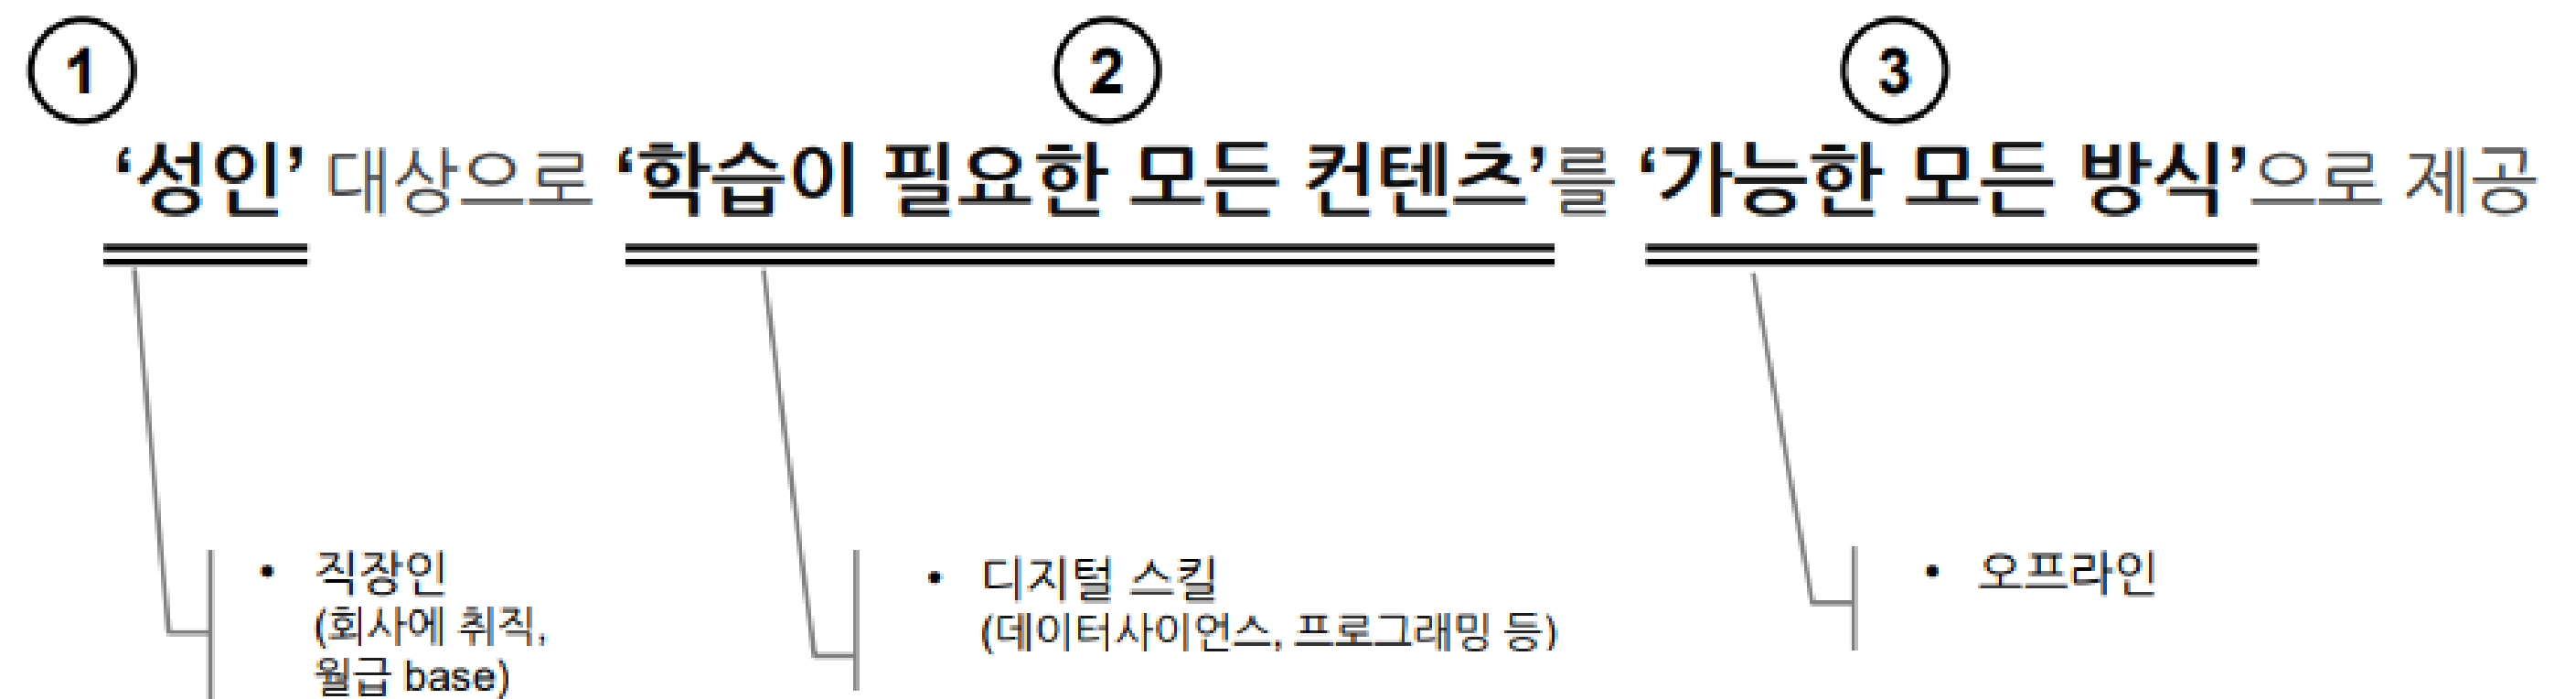 1
2
3
‘성인’ 대상으로 ‘학습이 필요한 모든 컨텐츠’를 ‘가능한 모든 방식’으로 제공
• 직장인
(회사에 취직,
월급 base)
• 디지털 스킬
(데이터사이언스, 프로그래밍 등)
• 오프라인